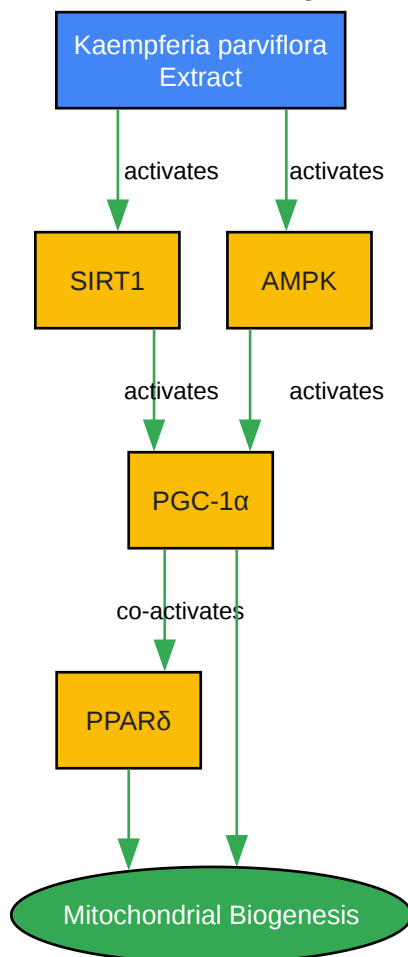 Kaempferia parviflora
Extract
activates
activates
SIRT1
AMPK
activates
activates
PGC-1α
co-activates
PPARδ
Mitochondrial Biogenesis